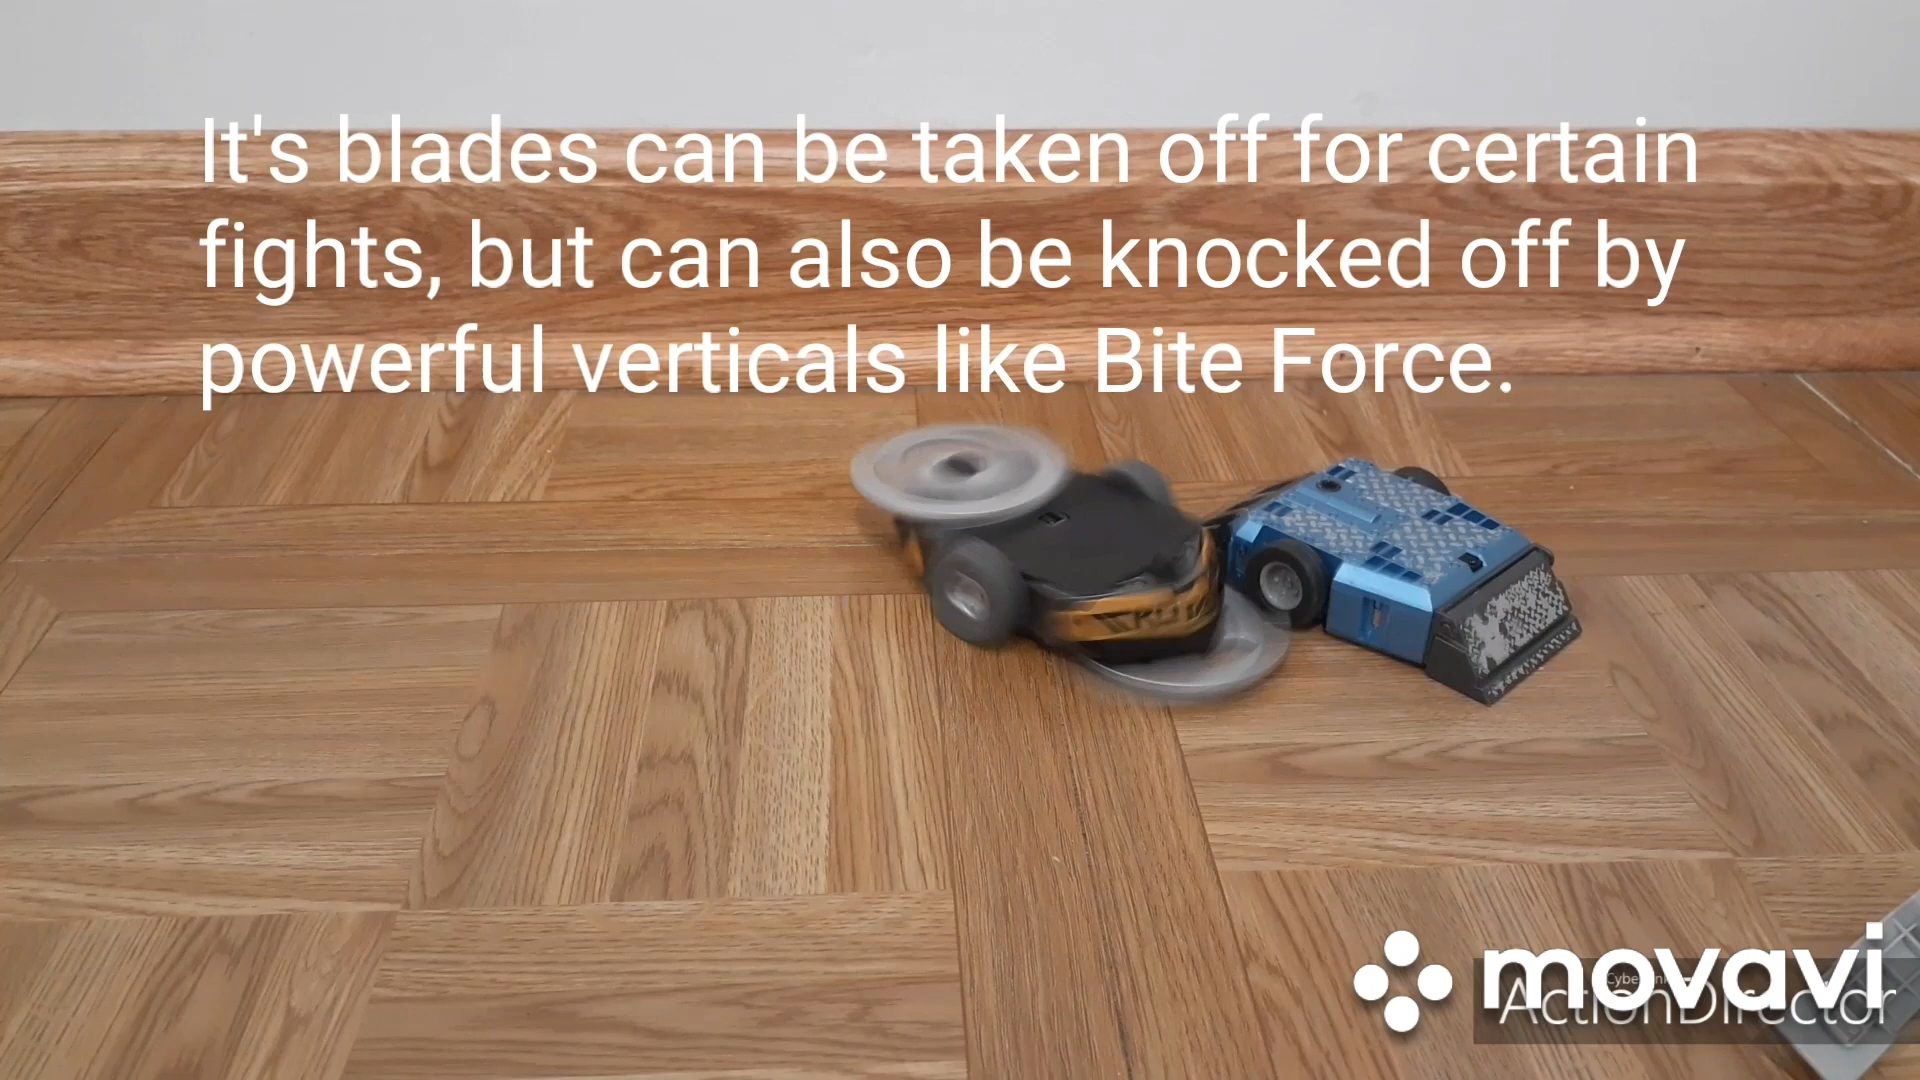 It's blades can be taken off for certain
fights, but can also be knocked off by
powerful verticals like Bite Force.
movavi
ActionDirector